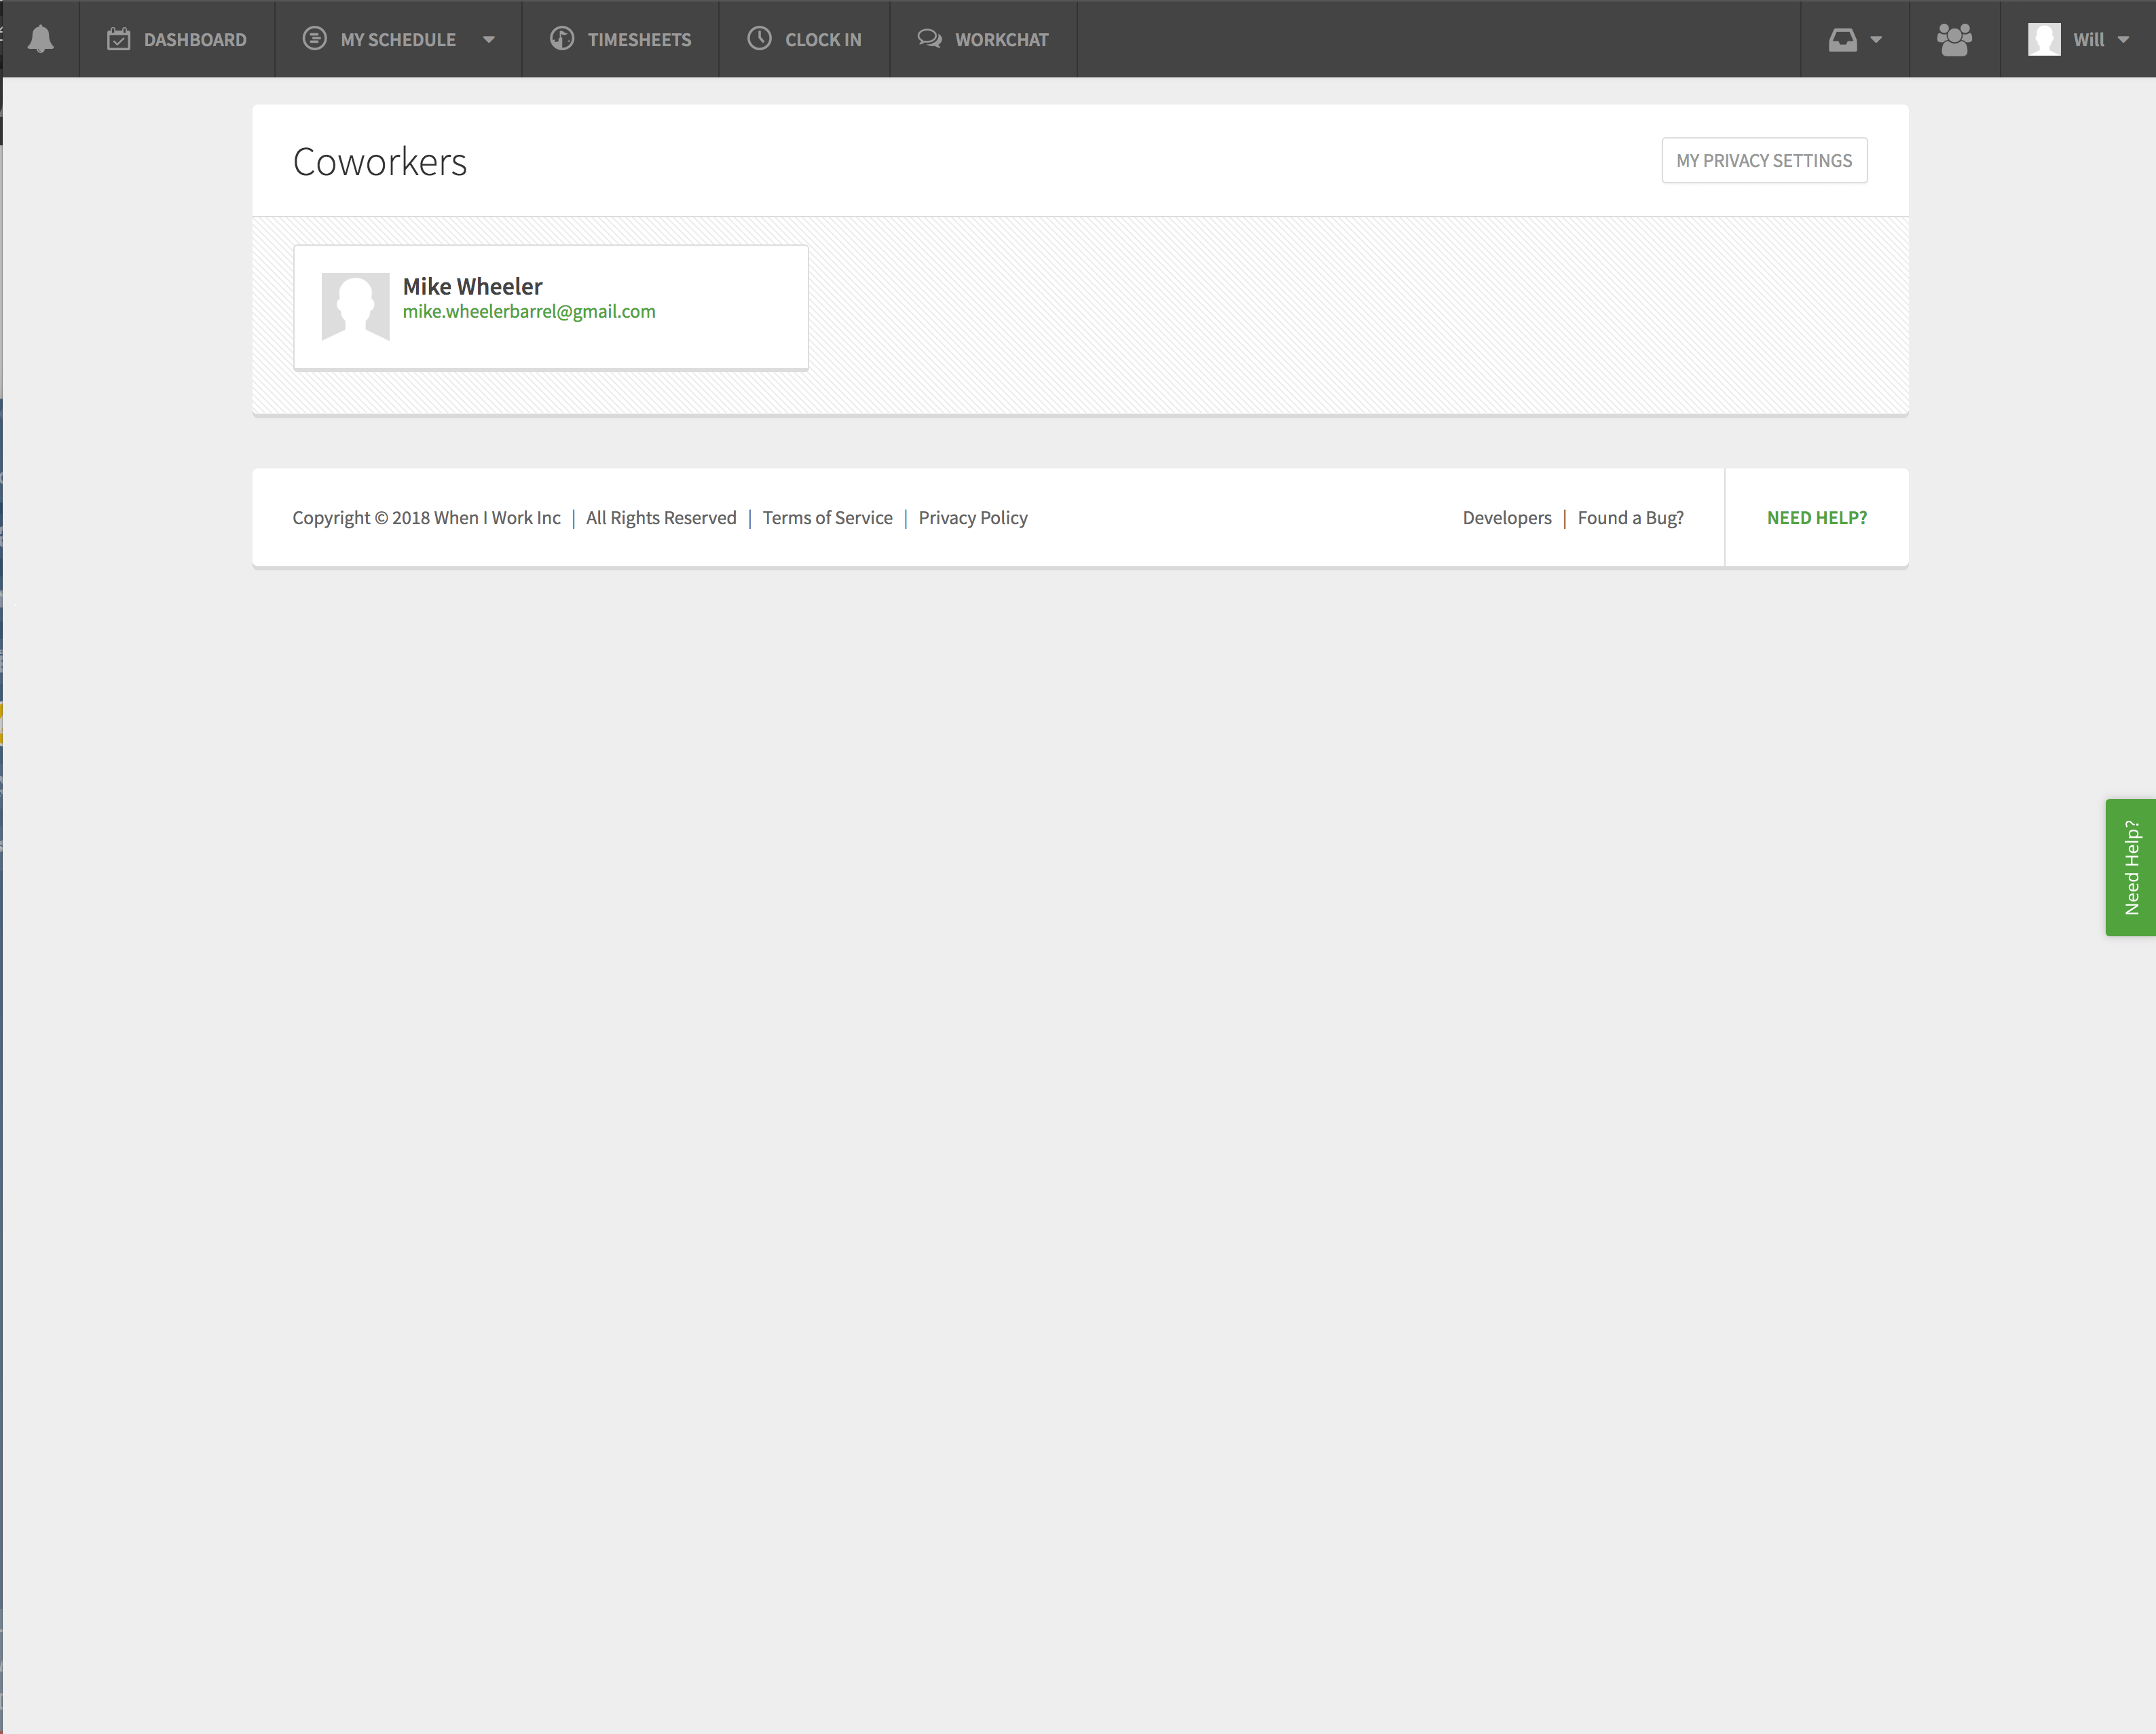 DASHBOARD MY SCHEDULE TIMESHEETS CLOCK IN WORKCHAT Will
Coworkers MY PRIVACY SETTINGS
Mike Wheeler
mike.wheelerbarrel@gmail.com
Copyright © 2018 When I Work Inc | All Rights Reserved | Terms of Service | Privacy Policy Developers | Found a Bug? NEED HELP?
Need Help?